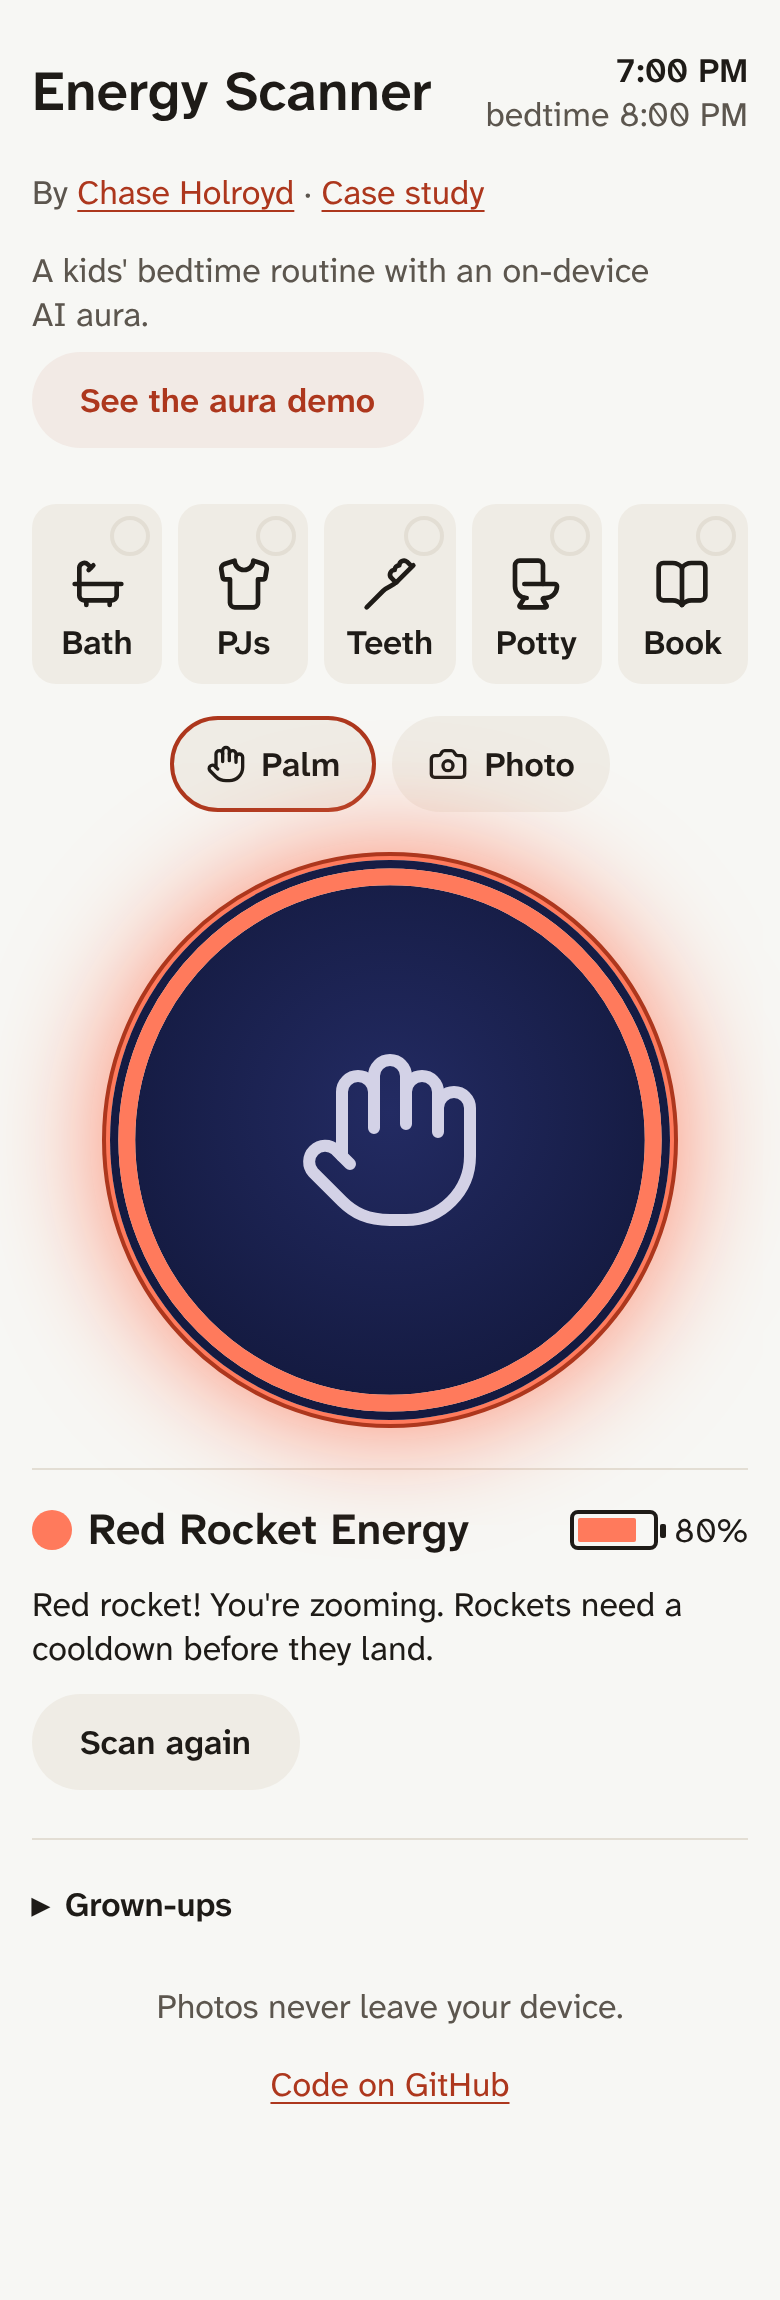 Energy Scanner
7:00 PM
bedtime 8:00 PM
By Chase Holroyd · Case study
A kids' bedtime routine with an on-device
AI aura.
See the aura demo
Bath
PJs
Teeth
Potty
Book
Palm
Photo
Red Rocket Energy
80%
Red rocket! You're zooming. Rockets need a
cooldown before they land.
Scan again
▶ Grown-ups
Photos never leave your device.
Code on GitHub